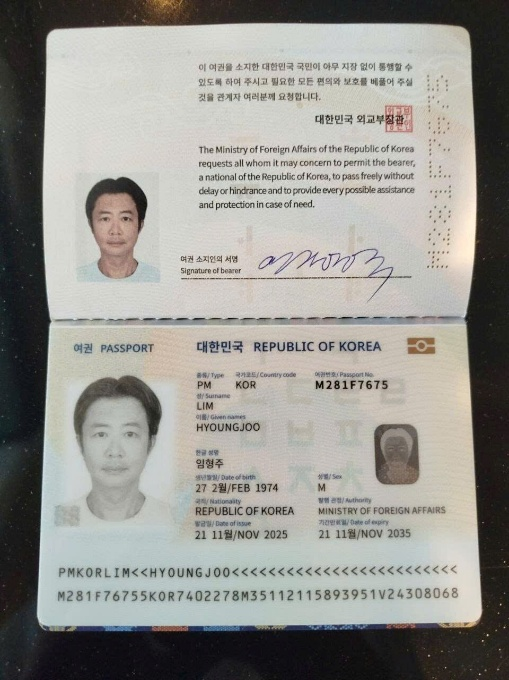 이 여권을 소지한 대한민국 국민이 아무 지장 없이 통행할 수
있도록 하여 주시고 필요한 모든 편의와 보호를 베풀어 주실
것을 관계자 여러분께 요청합니다.
대한민국 외교부장관
The Ministry of Foreign Affairs of the Republic of Korea
requests all whom it may concern to permit the bearer,
a national of the Republic of Korea, to pass freely without
delay or hindrance and to provide every possible assistance
and protection in case of need.
여권 소지인의 서명
Signature of bearer
M281F7675
여권 PASSPORT
대한민국 REPUBLIC OF KOREA
종류/ Type 국가코드/ Country code 여권번호/ Passport No.
PM KOR M281F7675
성/ Surname
LIM
이름/ Given names
HYOUNGJOO
한글 성명
임형주
생년월일/ Date of birth 성별/ Sex
27 2월/FEB 1974 M
국적/ Nationality 발행 관청/ Authority
REPUBLIC OF KOREA MINISTRY OF FOREIGN AFFAIRS
발급일/ Date of issue 기간만료일/ Date of expiry
21 11월/NOV 2025 21 11월/NOV 2035
PMKORLIM<<HYOUNGJOO<<<<<<<<<<<<<<<<<<<<<<<<<
M281F76755KOR7402278M35112115893951V24308068